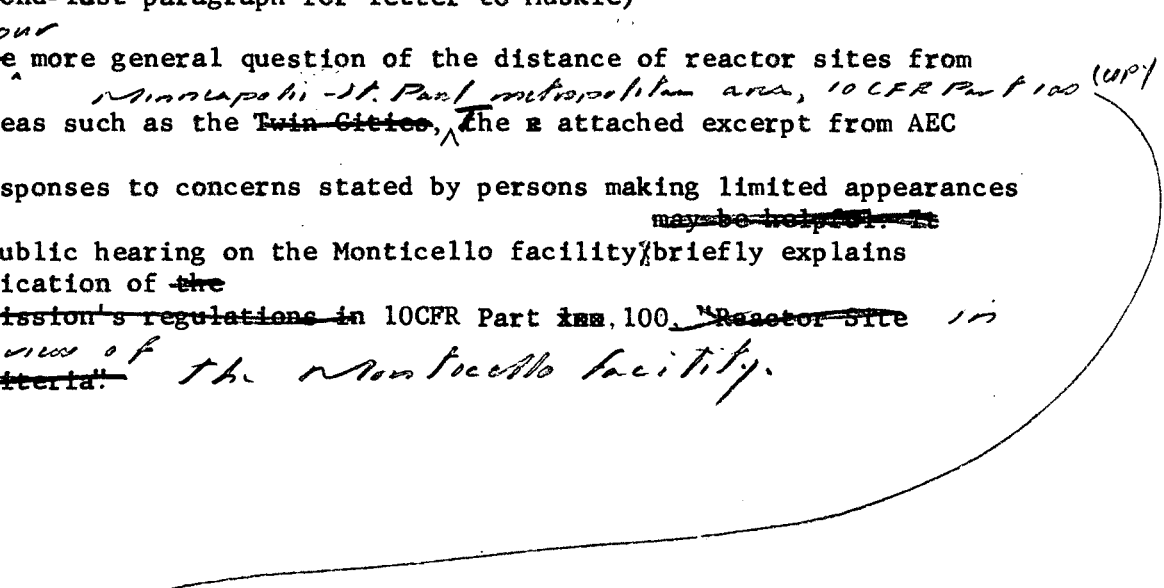 ond-last paragraph for letter to Muskie)
our
e more general question of the distance of reactor sites from
Minneapolis-St. Paul metropolitan area, 10 CFR Part 100 (copy
eas such as the Twin Cities, The attached excerpt from AEC
sponses to concerns stated by persons making limited appearances
may be helpful. It
ublic hearing on the Monticello facility briefly explains
ication of the
ission's regulations in 10CFR Part 100, "Reactor Site in
view of
iteria". the Monticello facility.